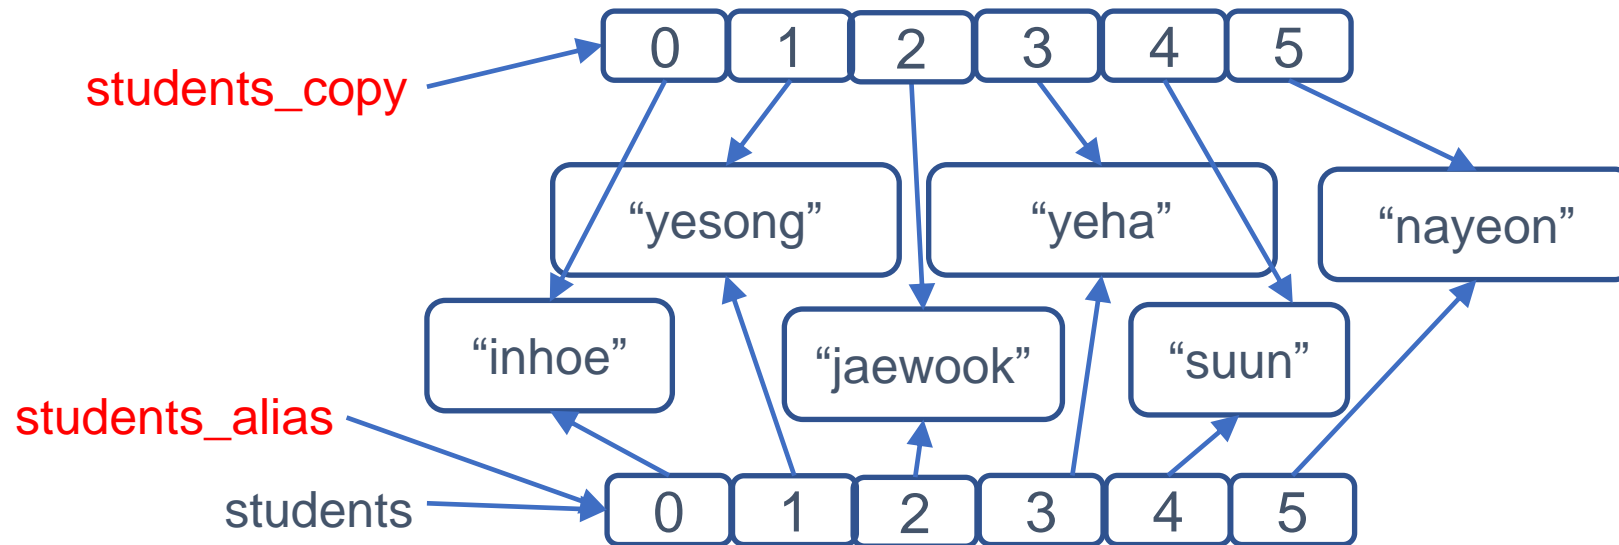 0 1 2 3 4 5
students_copy
“yesong” “yeha” “nayeon”
“inhoe” “jaewook” “suun”
students_alias
students 0 1 2 3 4 5